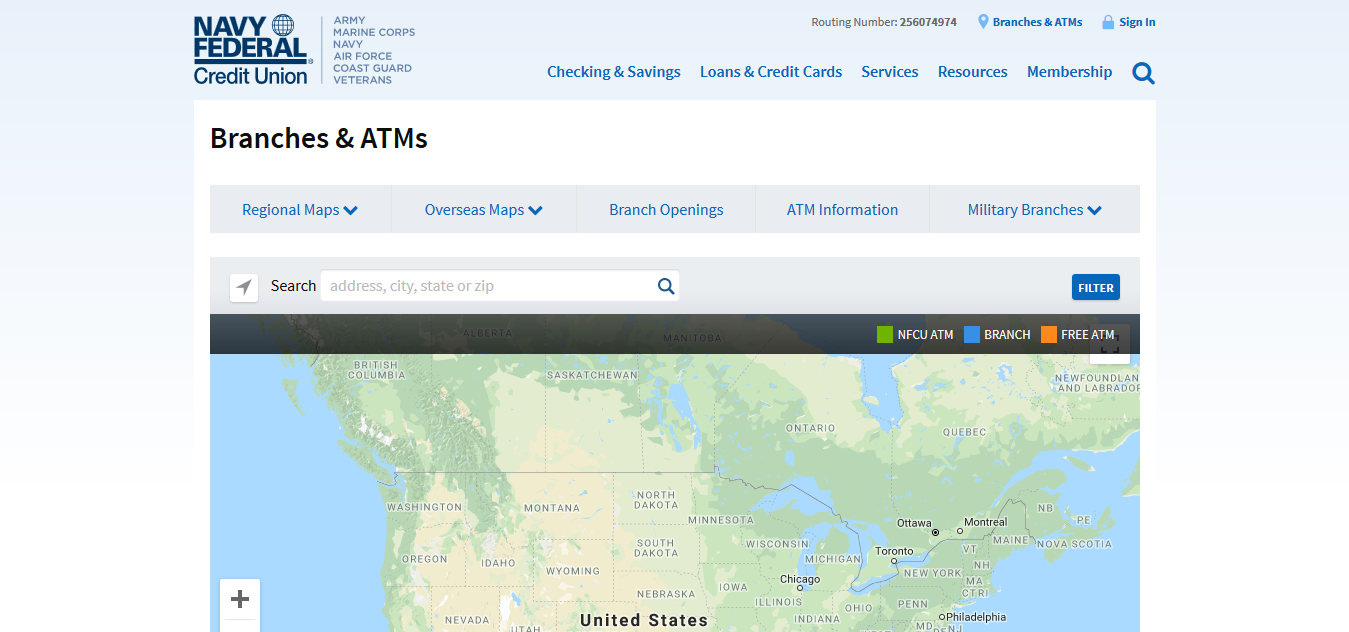 NAVY
FEDERAL®
Credit Union
ARMY
MARINE CORPS
NAVY
AIR FORCE
COAST GUARD
VETERANS
Routing Number: 256074974
Branches & ATMs
Sign In
Checking & Savings
Loans & Credit Cards
Services
Resources
Membership
Branches & ATMs
Regional Maps
Overseas Maps
Branch Openings
ATM Information
Military Branches
Search
address, city, state or zip
FILTER
ALBERTA
MANITOBA
NFCU ATM
BRANCH
FREE ATM
BRITISH
COLUMBIA
SASKATCHEWAN
NEWFOUNDLAN
AND LABRADOR
ONTARIO
QUEBEC
WASHINGTON
MONTANA
NORTH
DAKOTA
MINNESOTA
Ottawa
Montreal
NB
PE
MAINE
NOVA SCOTIA
OREGON
IDAHO
WYOMING
SOUTH
DAKOTA
WISCONSIN
MICHIGAN
Toronto
VT
NH
NEW YORK
MA
CT
RI
Chicago
IOWA
NEBRASKA
ILLINOIS
INDIANA
OHIO
PENN
Philadelphia
MD
DE
NJ
NEVADA
UTAH
United States
+